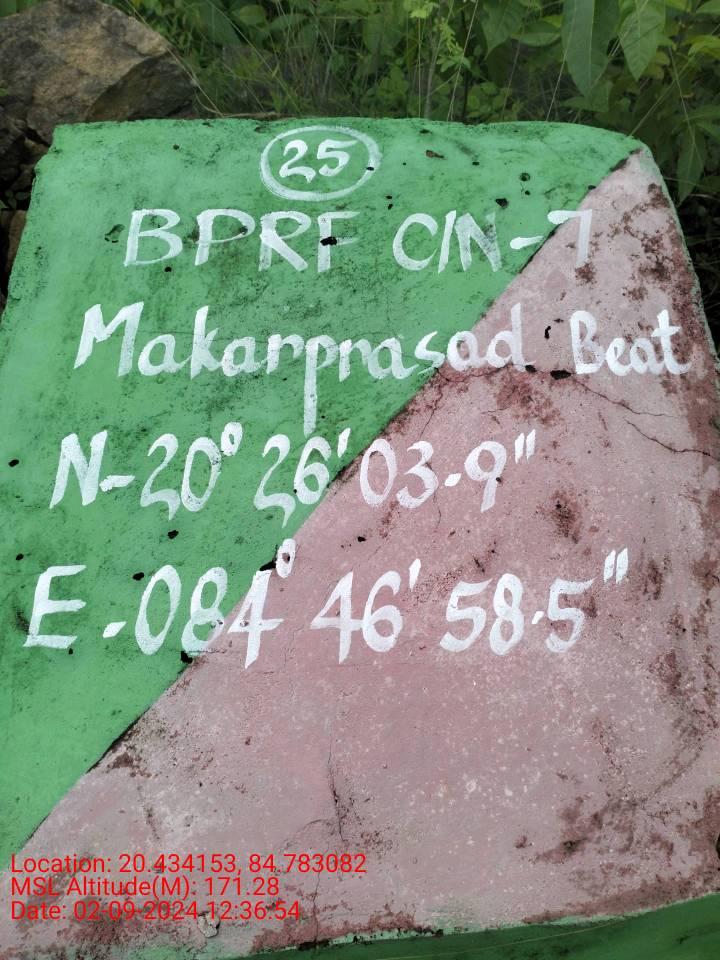 25
BPRF C/N-7
Makarprasad Beat
N-20° 26' 03.9"
E-084° 46' 58.5"
Location: 20.434153, 84.783082
MSL Altitude(M): 171.28
Date: 02-09-2024 12:36:54